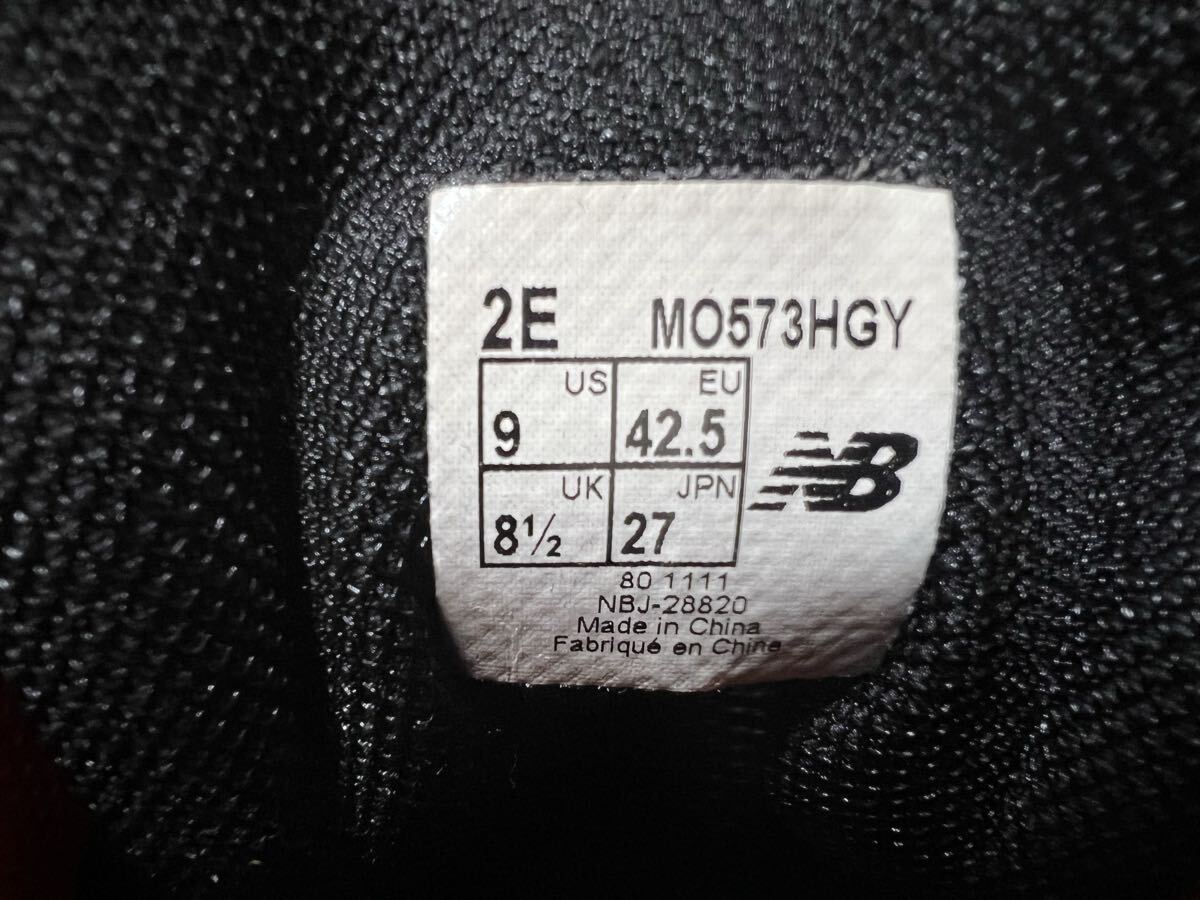 2E MO573HGY
US EU
9 42.5
UK JPN
8½ 27
NB
80 1111
NBJ-28820
Made in China
Fabriqué en Chine